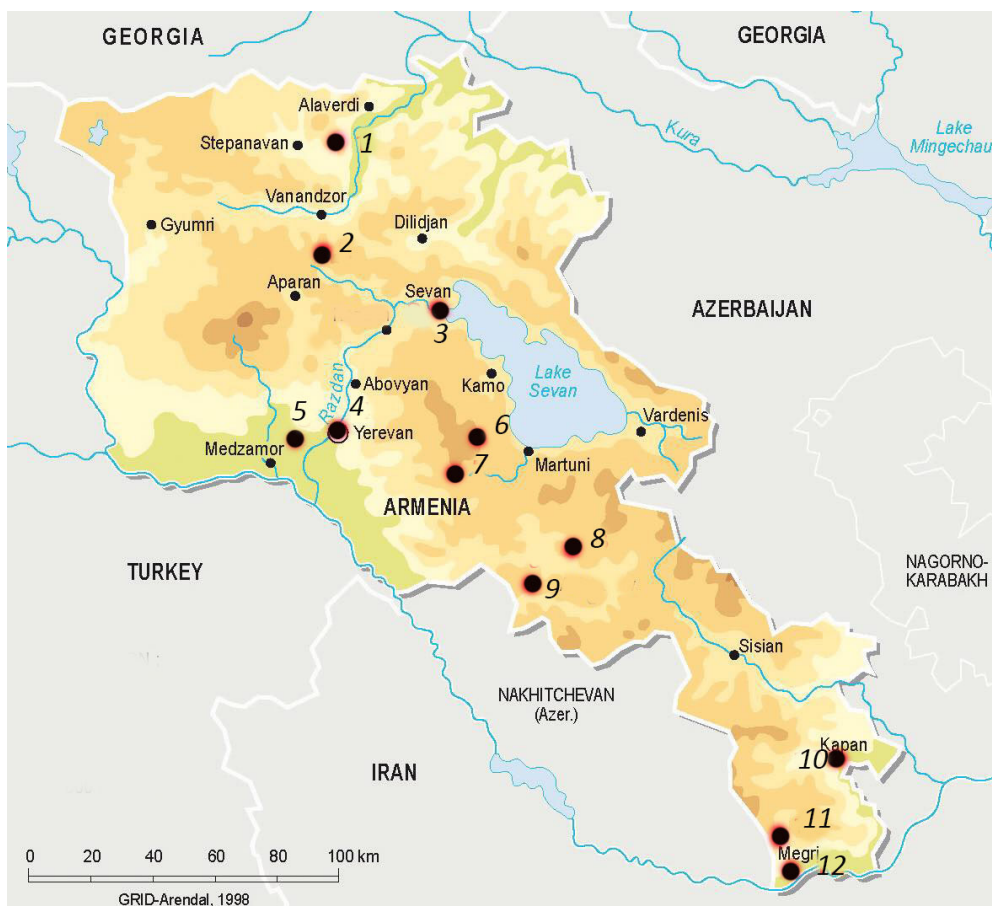 GEORGIA
GEORGIA
Alaverdi
Stepanavan
1
Kura
Lake
Mingechau
Vanandzor
Gyumri
Dilidjan
2
Aparan
Sevan
3
AZERBAIJAN
Lake
Sevan
Razdan
Abovyan
Kamo
4
5
Yerevan
Vardenis
6
Medzamor
Martuni
7
ARMENIA
8
TURKEY
NAGORNO-
KARABAKH
9
Sisian
NAKHITCHEVAN
(Azer.)
Kapan
10
IRAN
11
Megri
12
0 20 40 60 80 100 km
GRID-Arendal, 1998